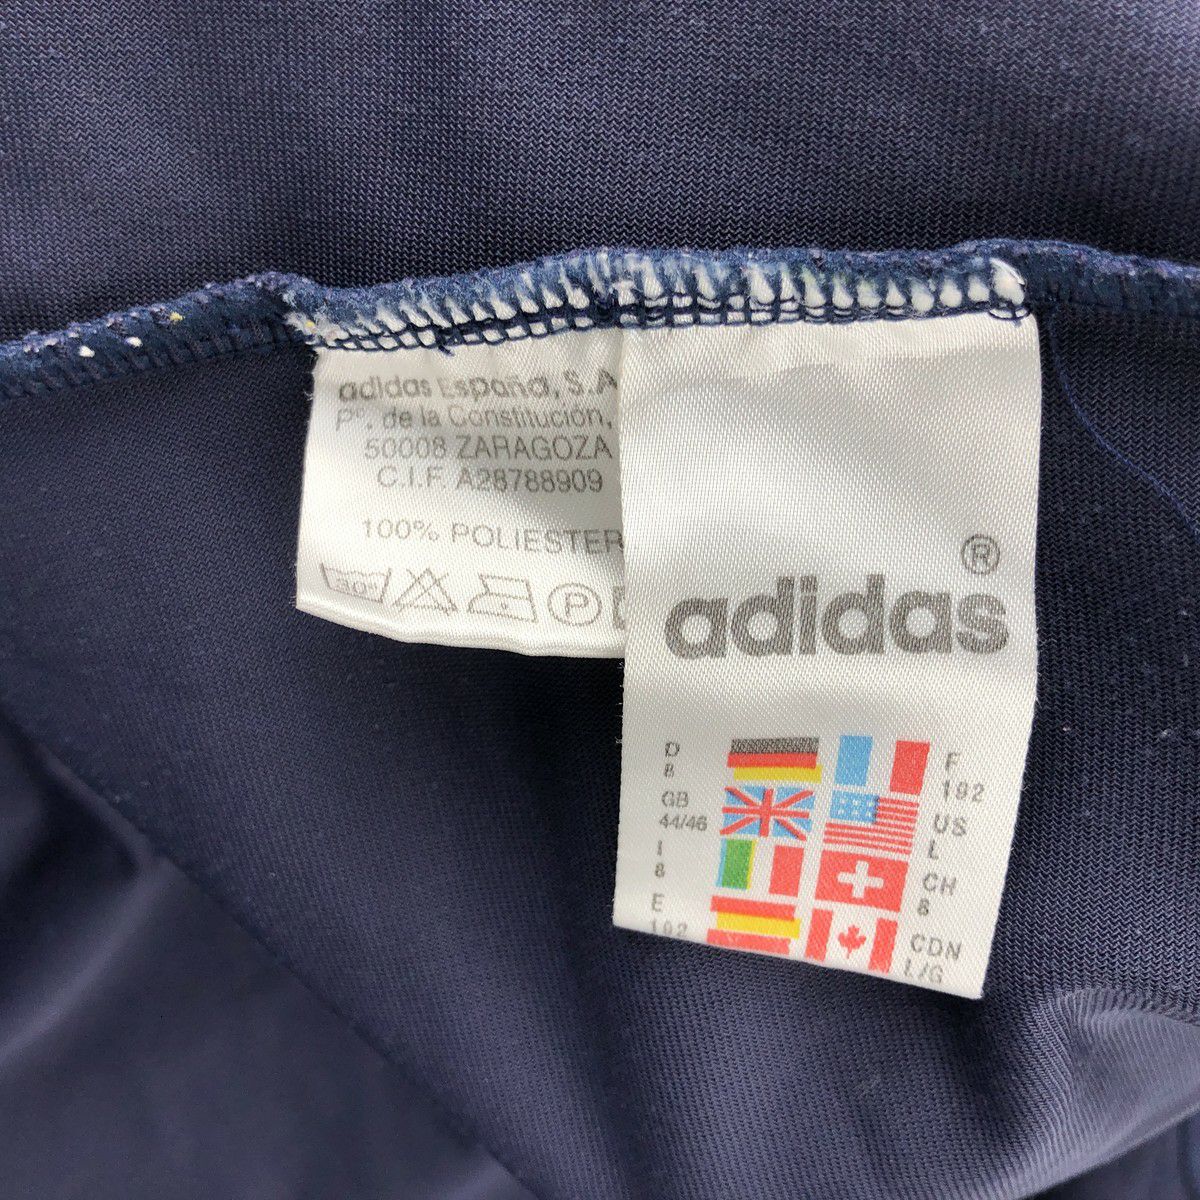 adidas España, S.A
Pº. de la Constitución,
50008 ZARAGOZA
C.I.F. A28788909
100% POLIESTER
30°
P
adidas®
D
8
F
192
GB
44/46
US
L
I
8
CH
8
E
192
CDN
L/G